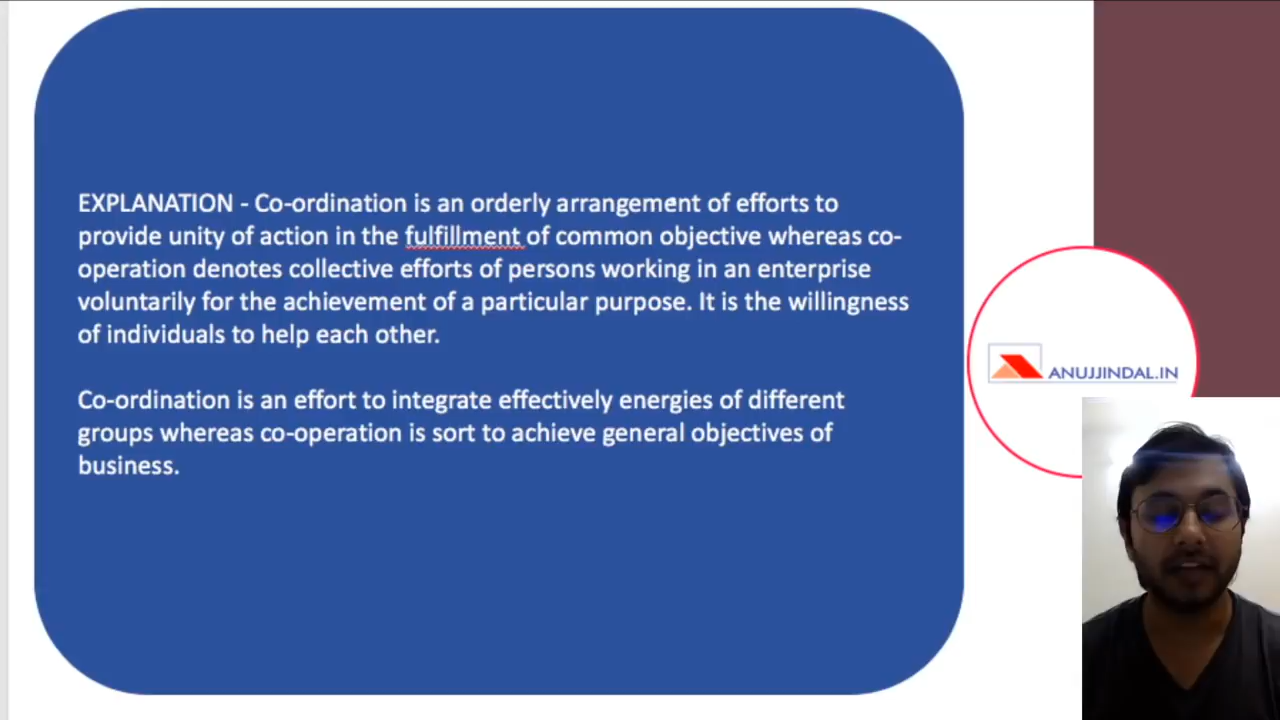 EXPLANATION - Co-ordination is an orderly arrangement of efforts to
provide unity of action in the fulfillment of common objective whereas co-
operation denotes collective efforts of persons working in an enterprise
voluntarily for the achievement of a particular purpose. It is the willingness
of individuals to help each other.
Co-ordination is an effort to integrate effectively energies of different
groups whereas co-operation is sort to achieve general objectives of
business.
ANUJJINDAL.IN